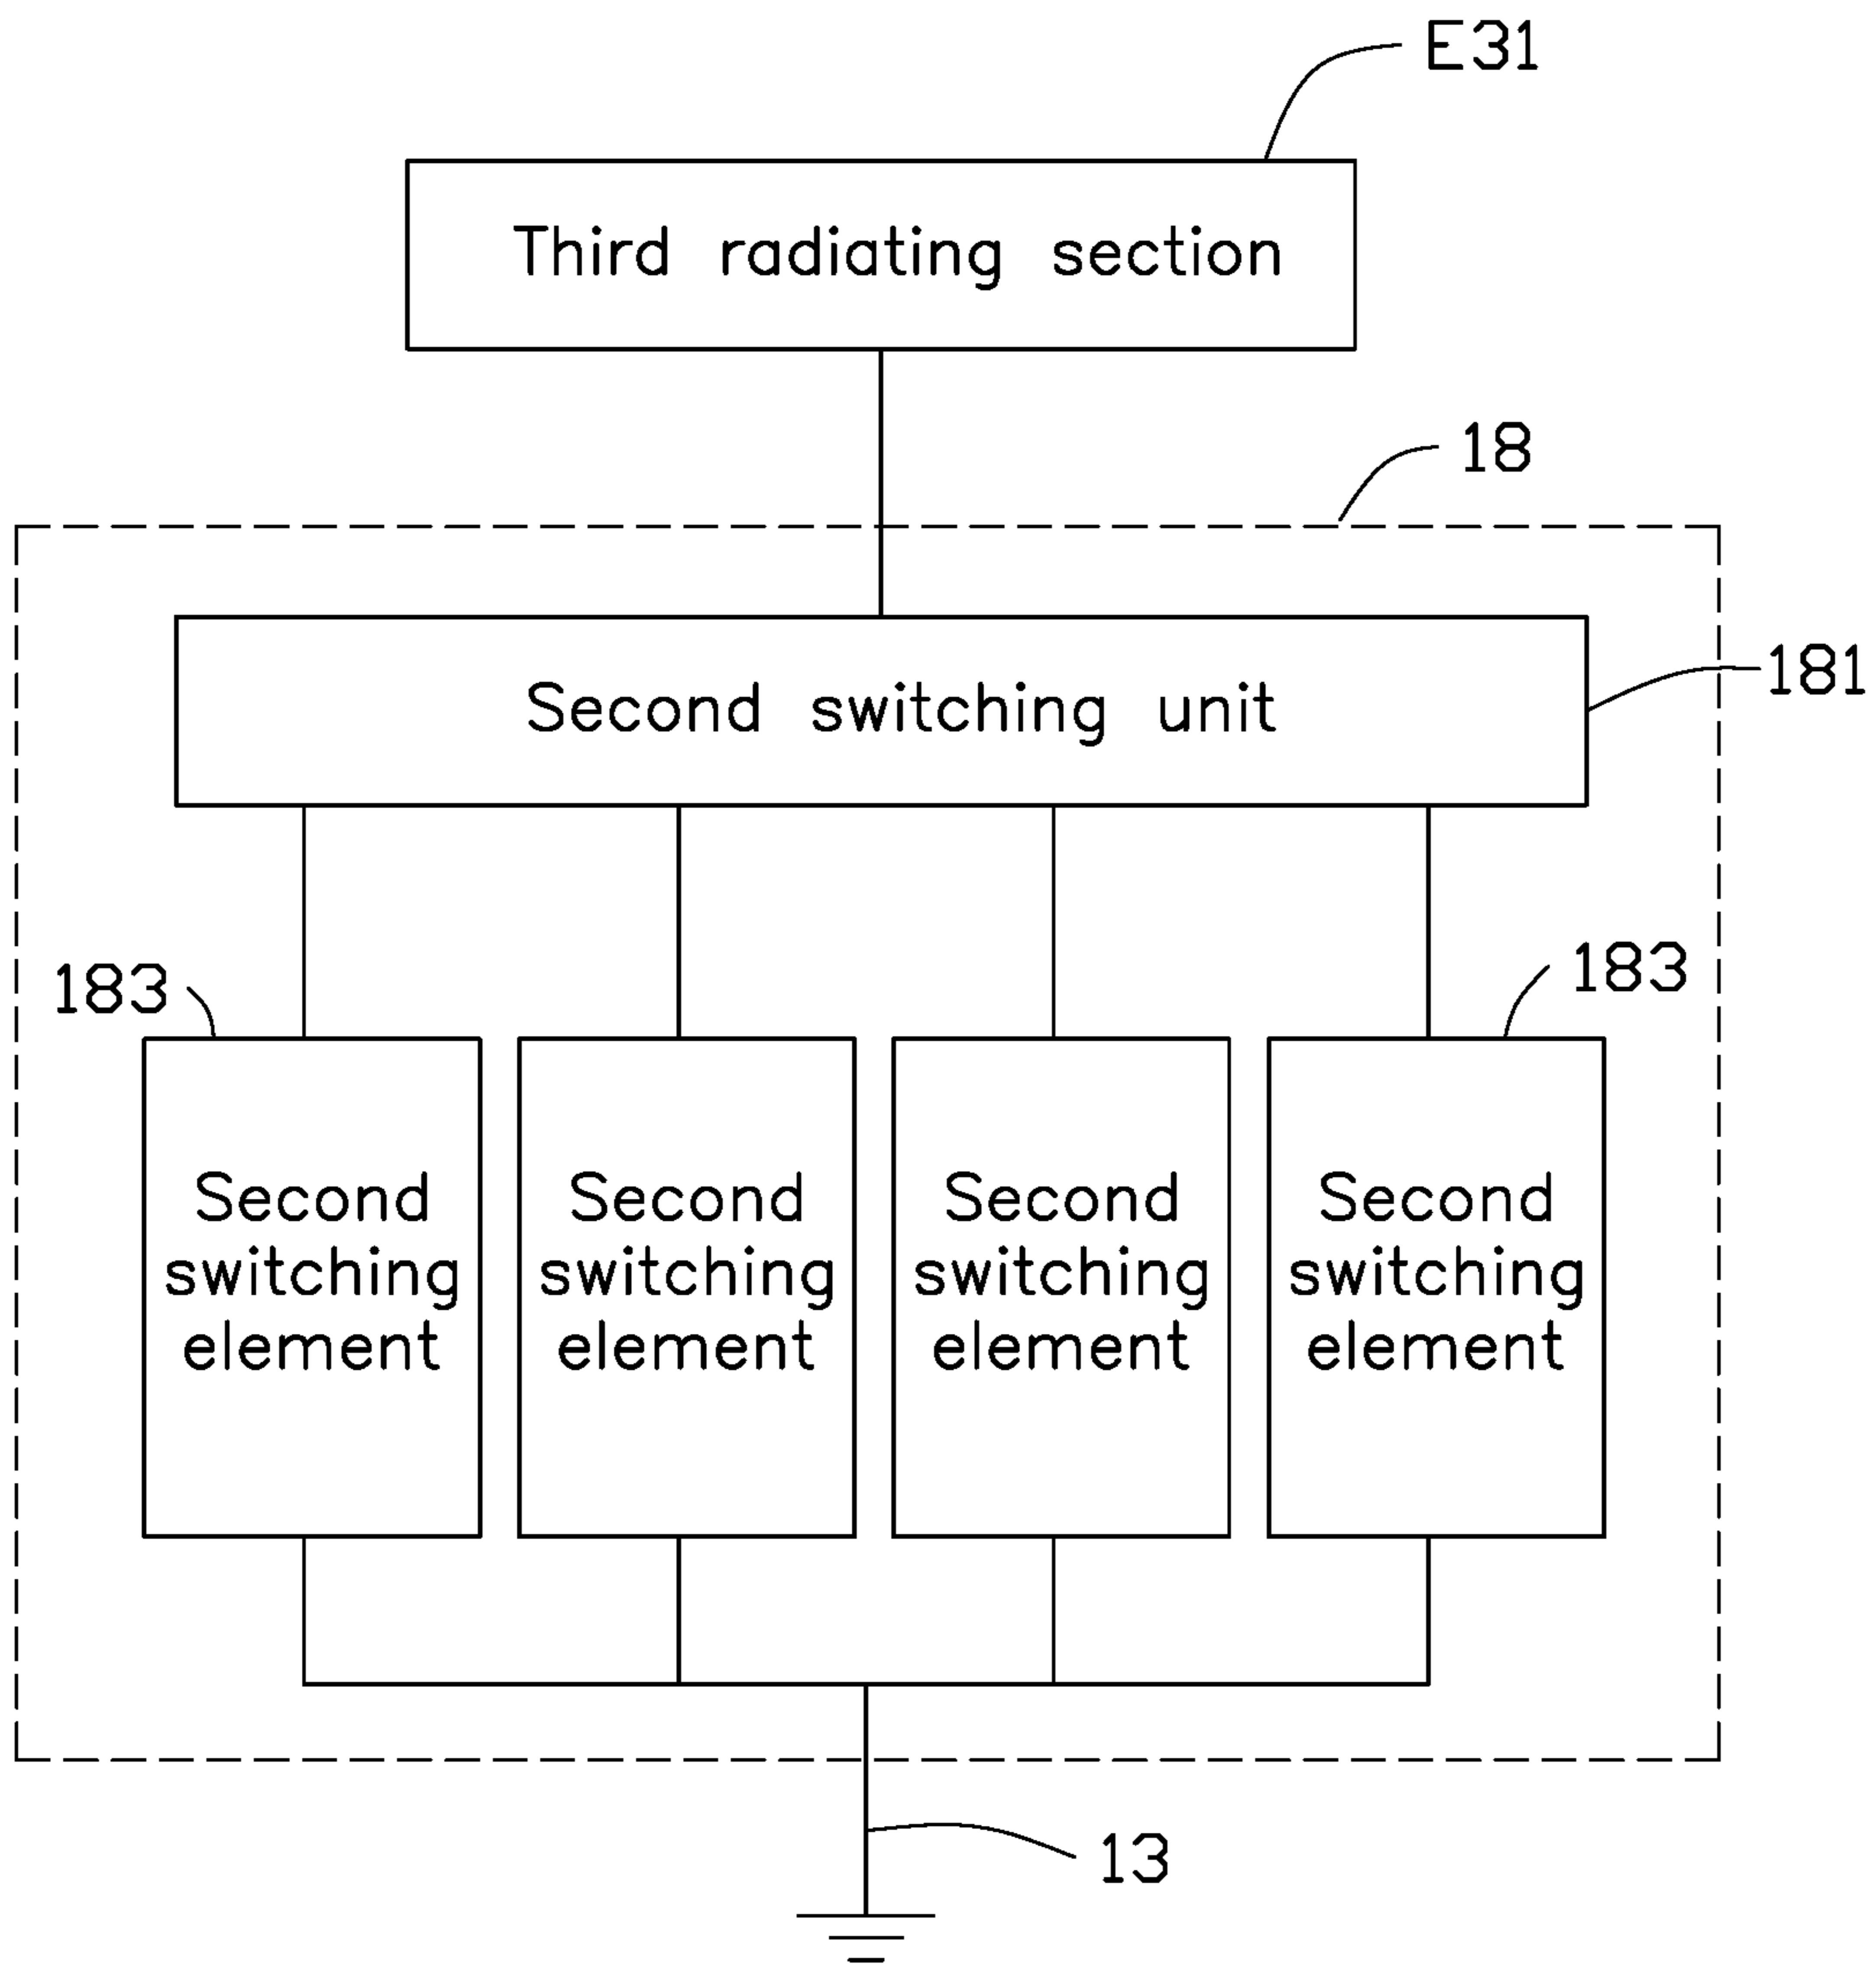 E31
Third radiating section
18
Second switching unit
181
183
183
Second
switching
element
Second
switching
element
Second
switching
element
Second
switching
element
13